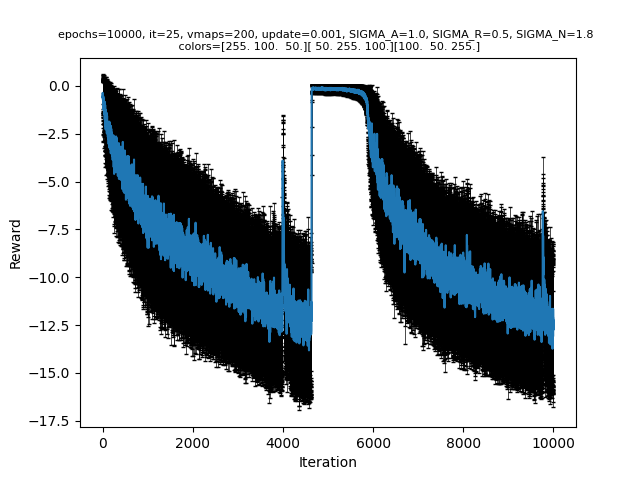 epochs=10000, it=25, vmaps=200, update=0.001, SIGMA_A=1.0, SIGMA_R=0.5, SIGMA_N=1.8
colors=[255. 100.  50.][ 50. 255. 100.][100.  50. 255.]
0.0
−2.5
−5.0
−7.5
−10.0
−12.5
−15.0
−17.5
Reward
0 2000 4000 6000 8000 10000
Iteration